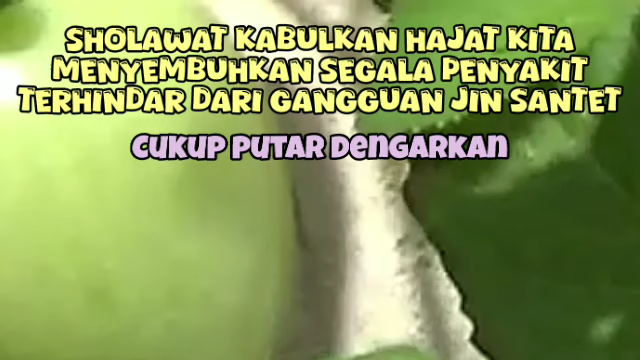 SHOLAWAT KABULKAN HAJAT KITA
MENYEMBUHKAN SEGALA PENYAKIT
TERHINDAR DARI GANGGUAN JIN SANTET
CUKUP PUTAR DENGARKAN